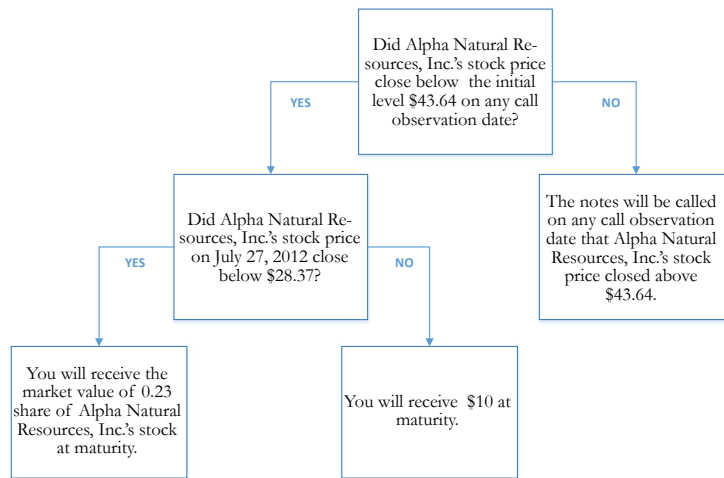 Did Alpha Natural Re-
sources, Inc.'s stock price
close below the initial
level $43.64 on any call
observation date?
YES
NO
Did Alpha Natural Re-
sources, Inc.'s stock price
on July 27, 2012 close
below $28.37?
The notes will be called
on any call observation
date that Alpha Natural
Resources, Inc.'s stock
price closed above
$43.64.
YES
NO
You will receive the
market value of 0.23
share of Alpha Natural
Resources, Inc.'s stock
at maturity.
You will receive $10 at
maturity.